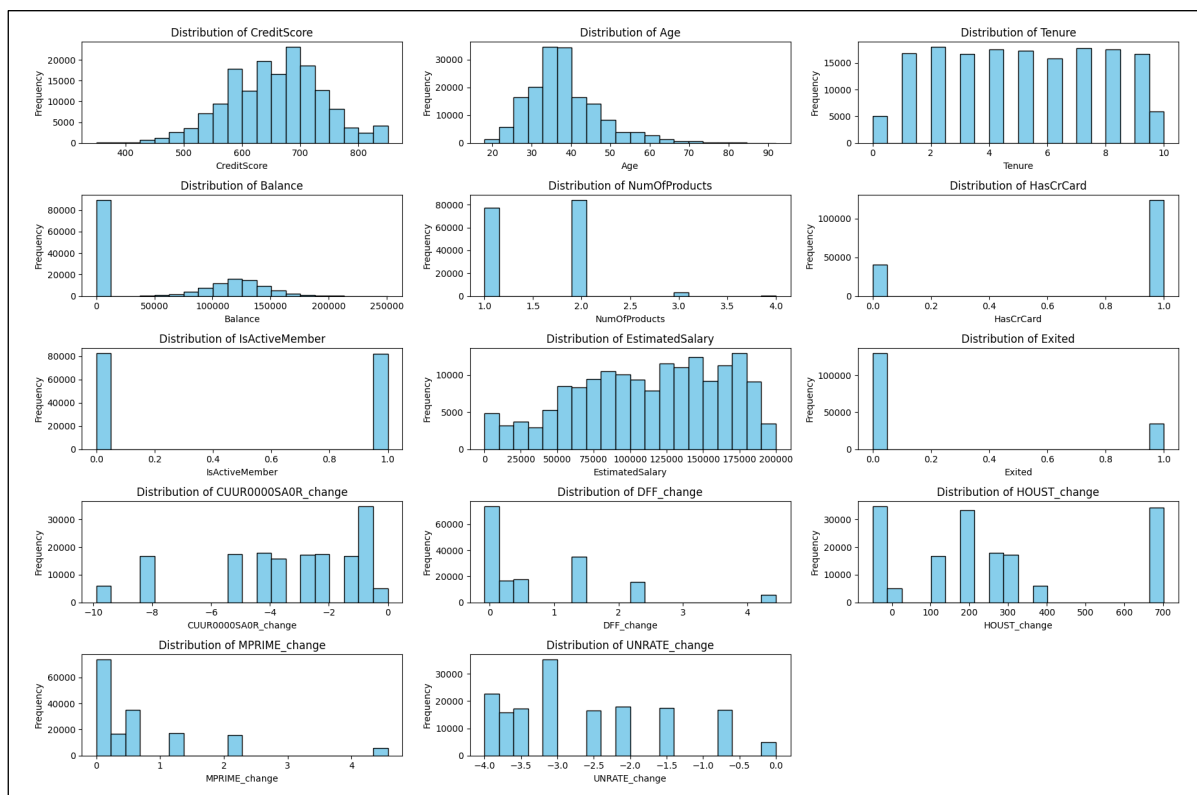 Distribution of CreditScore
Frequency
20000
15000
10000
5000
0
400 500 600 700 800
CreditScore
Distribution of Age
Frequency
30000
20000
10000
0
20 30 40 50 60 70 80 90
Age
Distribution of Tenure
Frequency
15000
10000
5000
0
0 2 4 6 8 10
Tenure
Distribution of Balance
Frequency
80000
60000
40000
20000
0
0 50000 100000 150000 200000 250000
Balance
Distribution of NumOfProducts
Frequency
80000
60000
40000
20000
0
1.0 1.5 2.0 2.5 3.0 3.5 4.0
NumOfProducts
Distribution of HasCrCard
Frequency
100000
50000
0
0.0 0.2 0.4 0.6 0.8 1.0
HasCrCard
Distribution of IsActiveMember
Frequency
80000
60000
40000
20000
0
0.0 0.2 0.4 0.6 0.8 1.0
IsActiveMember
Distribution of EstimatedSalary
Frequency
10000
5000
0
0 25000 50000 75000 100000 125000 150000 175000 200000
EstimatedSalary
Distribution of Exited
Frequency
100000
50000
0
0.0 0.2 0.4 0.6 0.8 1.0
Exited
Distribution of CUUR0000SA0R_change
Frequency
30000
20000
10000
0
−10 −8 −6 −4 −2 0
CUUR0000SA0R_change
Distribution of DFF_change
Frequency
60000
40000
20000
0
0 1 2 3 4
DFF_change
Distribution of HOUST_change
Frequency
30000
20000
10000
0
0 100 200 300 400 500 600 700
HOUST_change
Distribution of MPRIME_change
Frequency
60000
40000
20000
0
0 1 2 3 4
MPRIME_change
Distribution of UNRATE_change
Frequency
30000
20000
10000
0
−4.0 −3.5 −3.0 −2.5 −2.0 −1.5 −1.0 −0.5 0.0
UNRATE_change